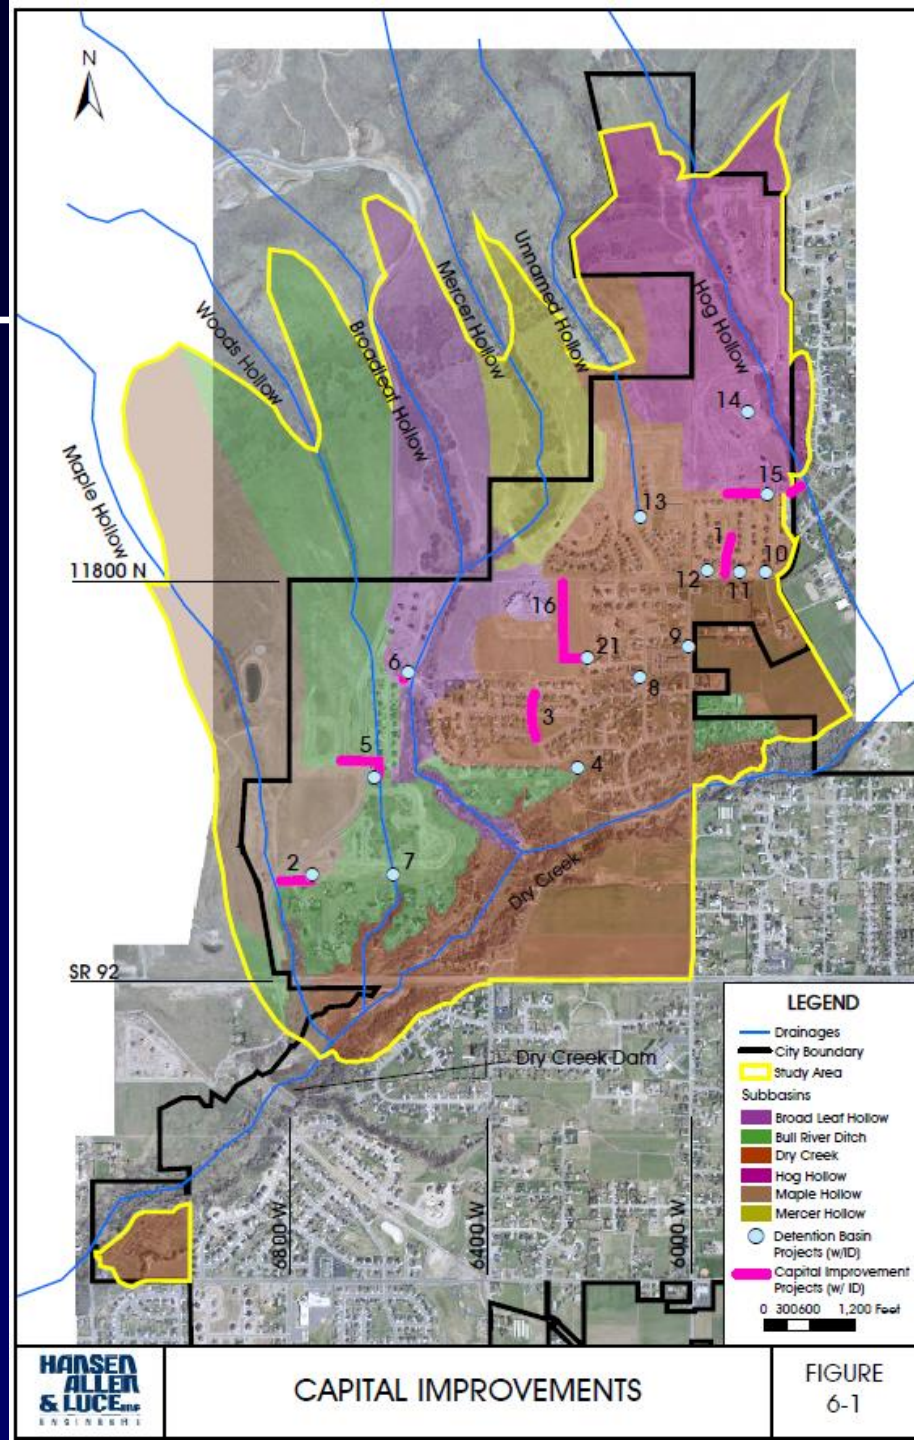 N
Woods Hollow
Broadleaf Hollow
Mercer Hollow
Unnamed Hollow
Hog Hollow
Maple Hollow
14
15
13
1
11800 N
12
11
10
16
9
21
6
8
3
5
4
2
7
Dry Creek
SR 92
Dry Creek Dam
6800 W
6400 W
6000 W
LEGEND
Drainages
City Boundary
Study Area
Subbasins
Broad Leaf Hollow
Bull River Ditch
Dry Creek
Hog Hollow
Maple Hollow
Mercer Hollow
Detention Basin
Projects (w/ID)
Capital Improvement
Projects (w/ ID)
0 300600 1,200 Feet
HANSEN
ALLEN
& LUCE INC
ENGINEERS
CAPITAL IMPROVEMENTS
FIGURE
6-1